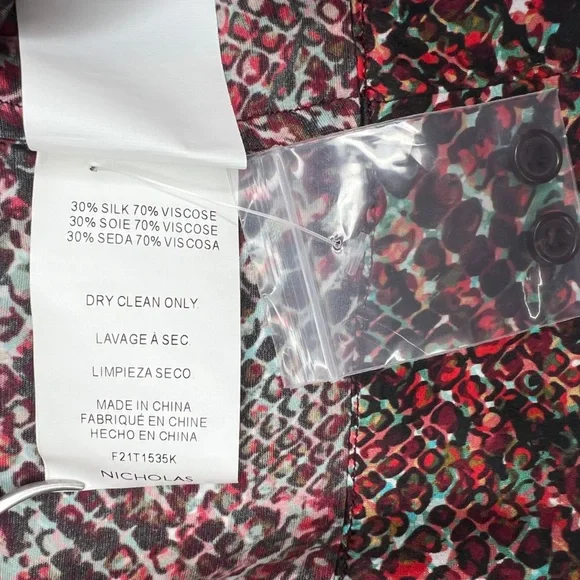 30% SILK 70% VISCOSE
30% SOIE 70% VISCOSE
30% SEDA 70% VISCOSA
DRY CLEAN ONLY.
LAVAGE À SEC.
LIMPIEZA SECO.
MADE IN CHINA
FABRIQUÉ EN CHINE
HECHO EN CHINA
F21T1535K
NICHOLAS